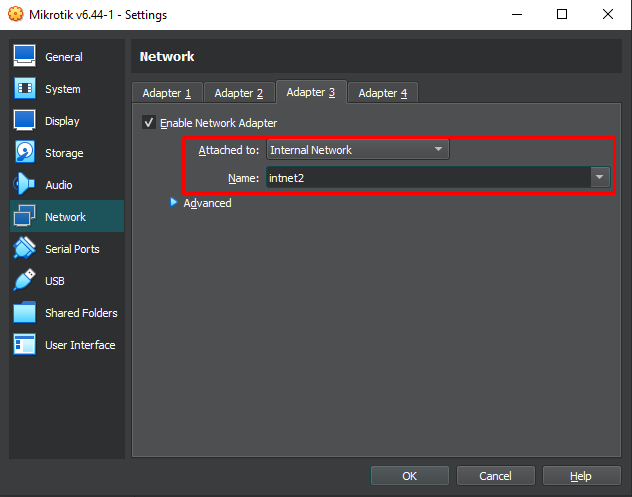 Mikrotik v6.44-1 - Settings
General
System
Display
Storage
Audio
Network
Serial Ports
USB
Shared Folders
User Interface
Network
Adapter 1
Adapter 2
Adapter 3
Adapter 4
Enable Network Adapter
Attached to: Internal Network
Name: intnet2
Advanced
OK
Cancel
Help